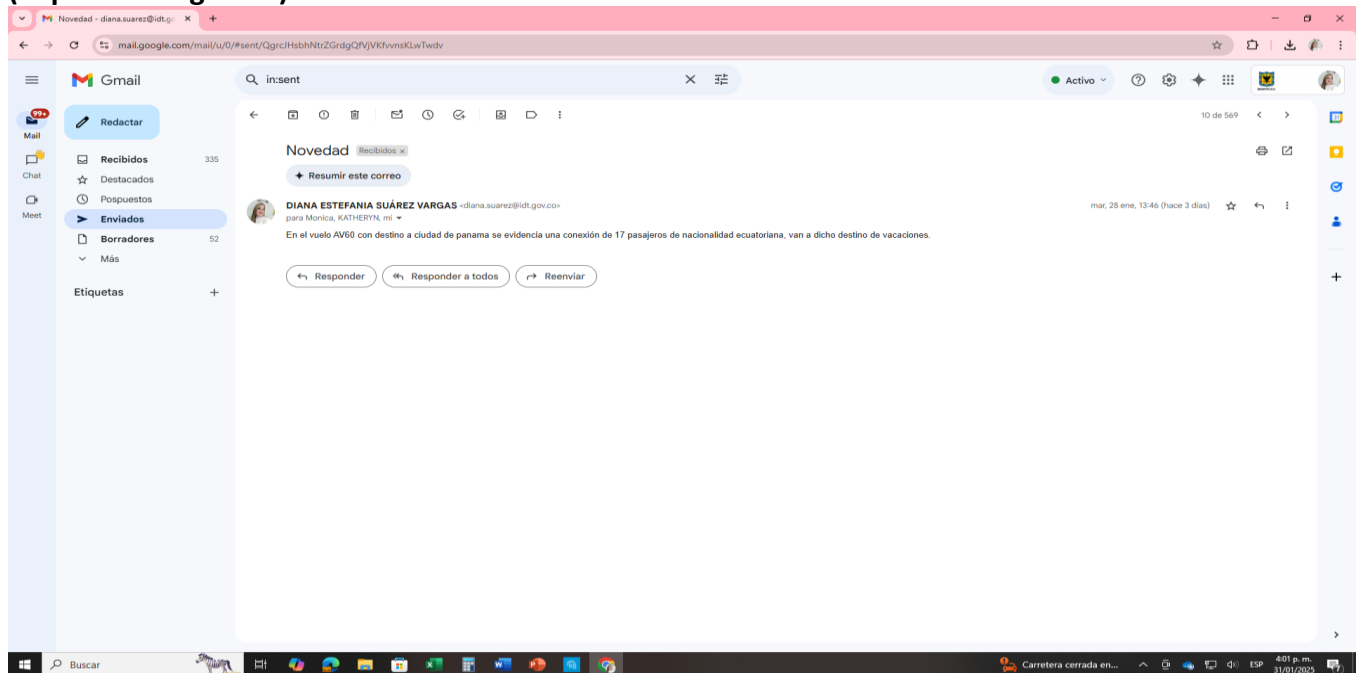 Novedad - diana.suarez@idt.go
mail.google.com/mail/u/0/#sent/QgrcJHsbhNtrZGrdgQfVjVKfvvnsKLwTwdv
Gmail
in:sent
Activo
99+
Mail
Redactar
10 de 569
Novedad Recibidos x
Recibidos 335
Chat
Resumir este correo
Destacados
Pospuestos
Meet
DIANA ESTEFANIA SUÁREZ VARGAS <diana.suarez@idt.gov.co>
mar, 28 ene, 13:46 (hace 3 días)
Enviados
para Monica, KATHERYN, mí
Borradores 52
En el vuelo AV60 con destino a ciudad de panama se evidencia una conexión de 17 pasajeros de nacionalidad ecuatoriana, van a dicho destino de vacaciones.
Más
Responder Responder a todos Reenviar
Etiquetas +
Buscar
Carretera cerrada en...
ESP
4:01 p. m.
31/01/2025